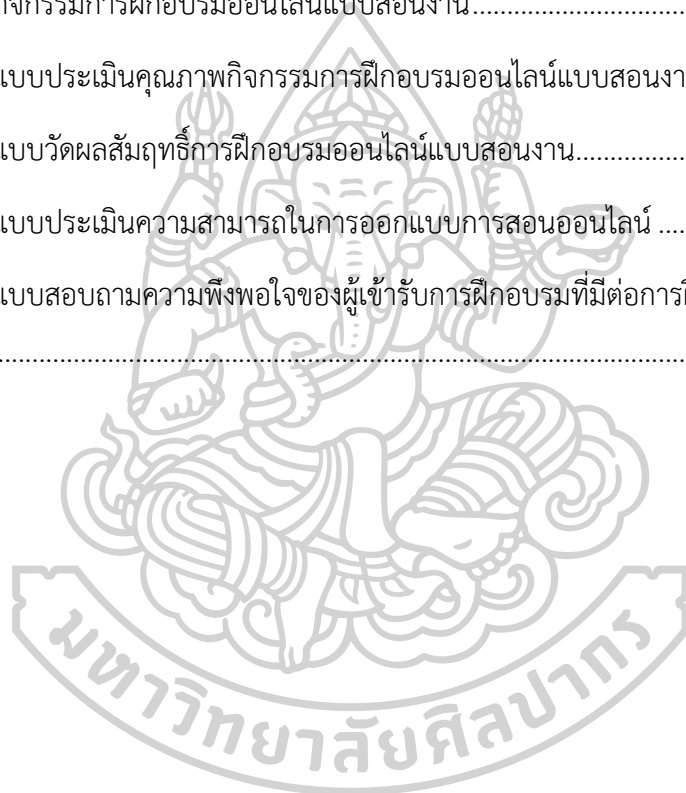 กิจกรรมการฝึกอบรมออนไลน์แบบสอนงาน
แบบประเมินคุณภาพกิจกรรมการฝึกอบรมออนไลน์แบบสอนงา
แบบวัดผลสัมฤทธิ์การฝึกอบรมออนไลน์แบบสอนงาน................
แบบประเมินความสามารถในการออกแบบการสอนออนไลน์ ....
แบบสอบถามความพึงพอใจของผู้เข้ารับการฝึกอบรมที่มีต่อการ
มหาวิทยาลัยศิลปากร